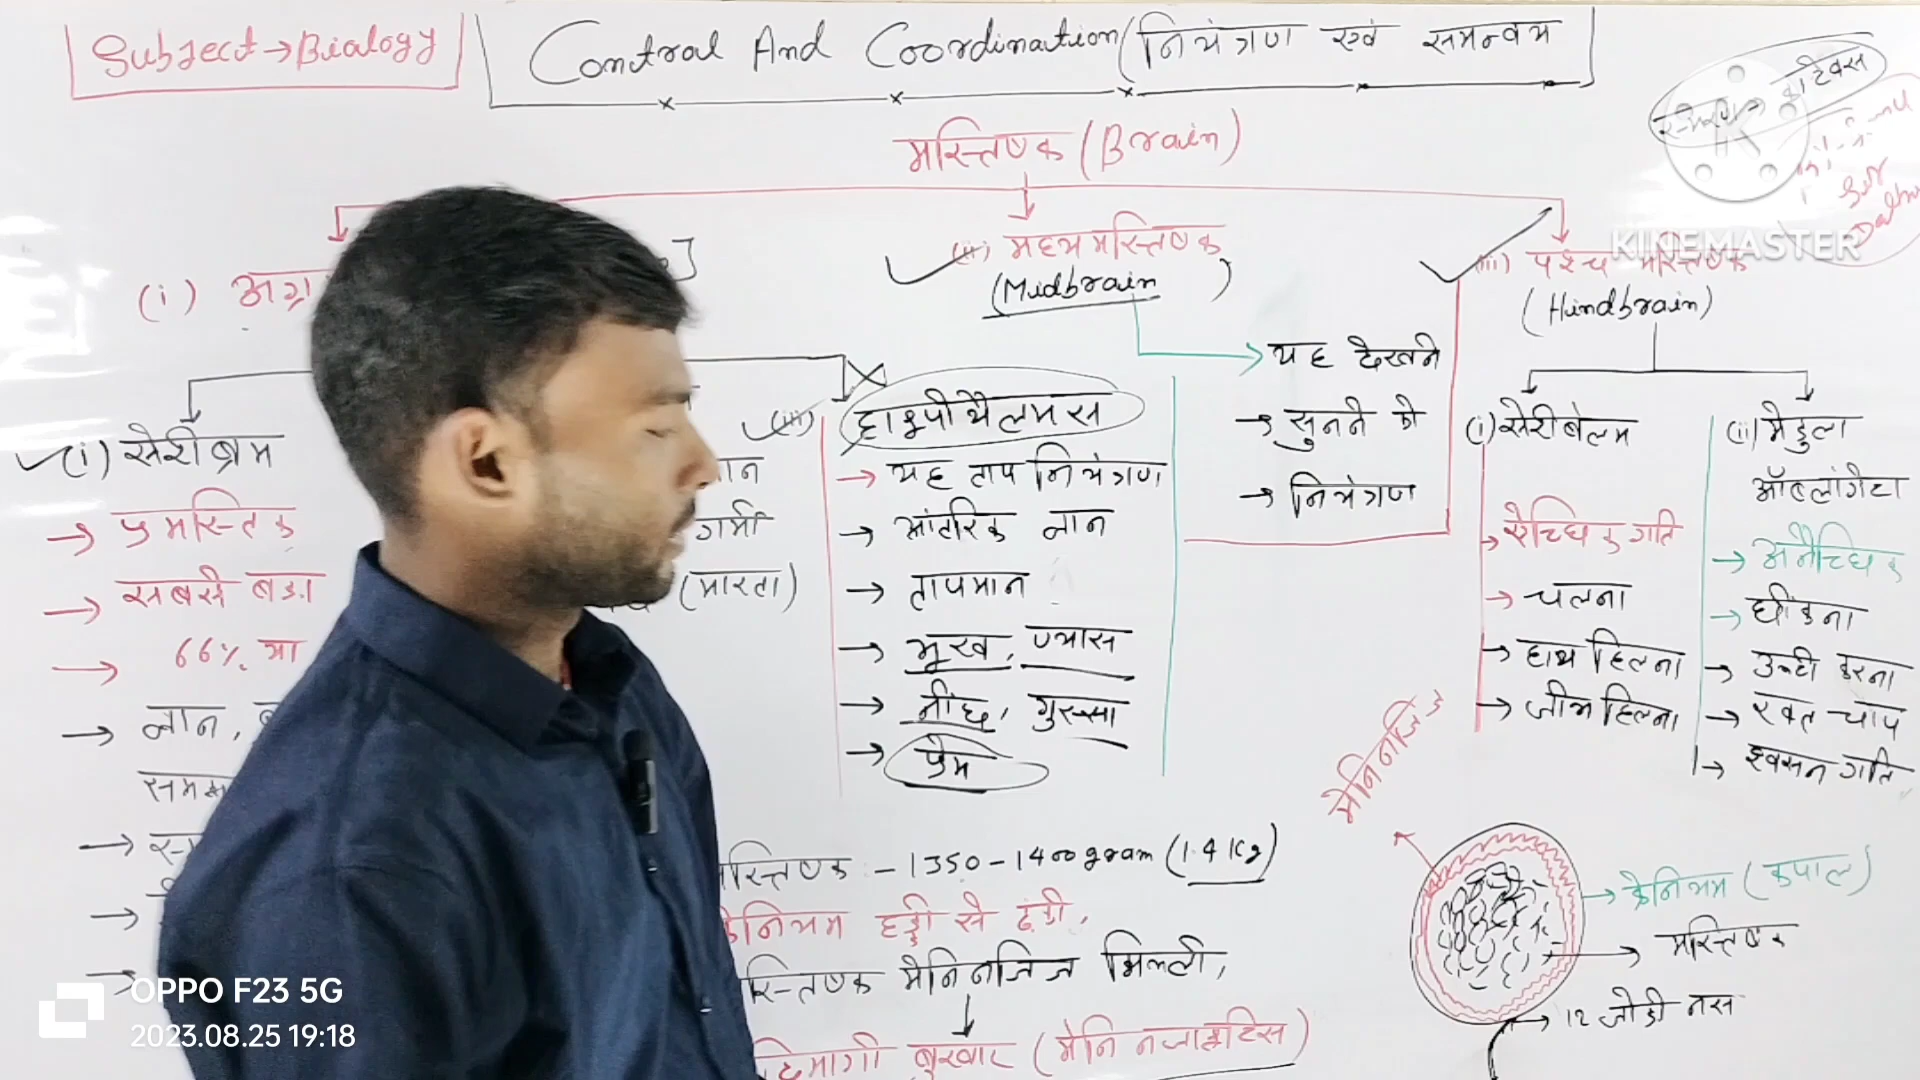 Subject→Bialogy
Control And Coordination/(नियंत्रण एवं समन्वय
मस्तिष्क (Brain)
KINEMASTER
(i) अग्र
(ii) मध्य मस्तिष्क
(Midbrain)
(iii) पश्च मस्तिष्क
(Hindbrain)
→ यह देखने
→ सुनने को
→ नियंत्रण
(i) सेरीब्रम
→ प्रमस्तिक
→ सबसे बड़ा
→ 66%
→ ज्ञान,
गर्मी
(भारता)
(iii) हाइपोथैलमस
→ यह ताप नियंत्रण
→ आंतरिक ज्ञान
→ तापमान
→ भूख, प्यास
→ नींद, गुस्सा
→ प्रेम
(i) सेरीबेलम
→ ऐच्छिक गति
→ चलना
→ हाथ हिलना
→ जीभ हिलना
(ii) मेडुला
ऑब्लांगेटा
→ अनैच्छिक
→ छींकना
→ उल्टी करना
→ रक्त चाप
→ श्वसन गति
मस्तिष्क – 1350-1400 gram (1.4 Kg)
क्रेनियम हड्डी से ढंकी,
मस्तिष्क मेनिनजिज झिल्ली,
दिमागी बुखार (मेनिनजाइटिस)
मेनिनजिज
→ क्रेनियम (कपाल)
→ मस्तिष्क
→ 12 जोड़ी नस
OPPO F23 5G
2023.08.25 19:18